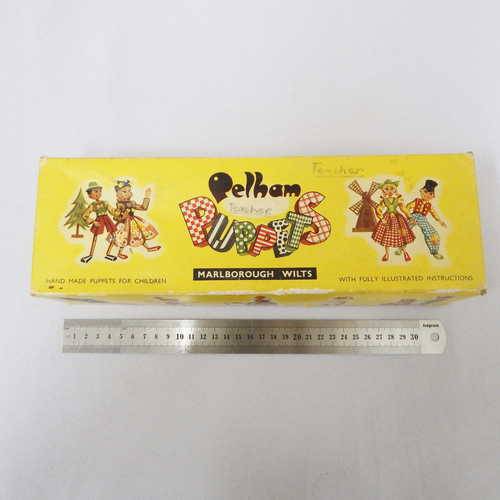 Teacher
Pelham
Teacher
PUPPETS
MARLBOROUGH WILTS
HAND MADE PUPPETS FOR CHILDREN
WITH FULLY ILLUSTRATED INSTRUCTIONS
1 2 3 4 5 6 7 8 9 10 11 12 13 14 15 16 17 18 19 20 21 22 23 24 25 26 27 28 29 30